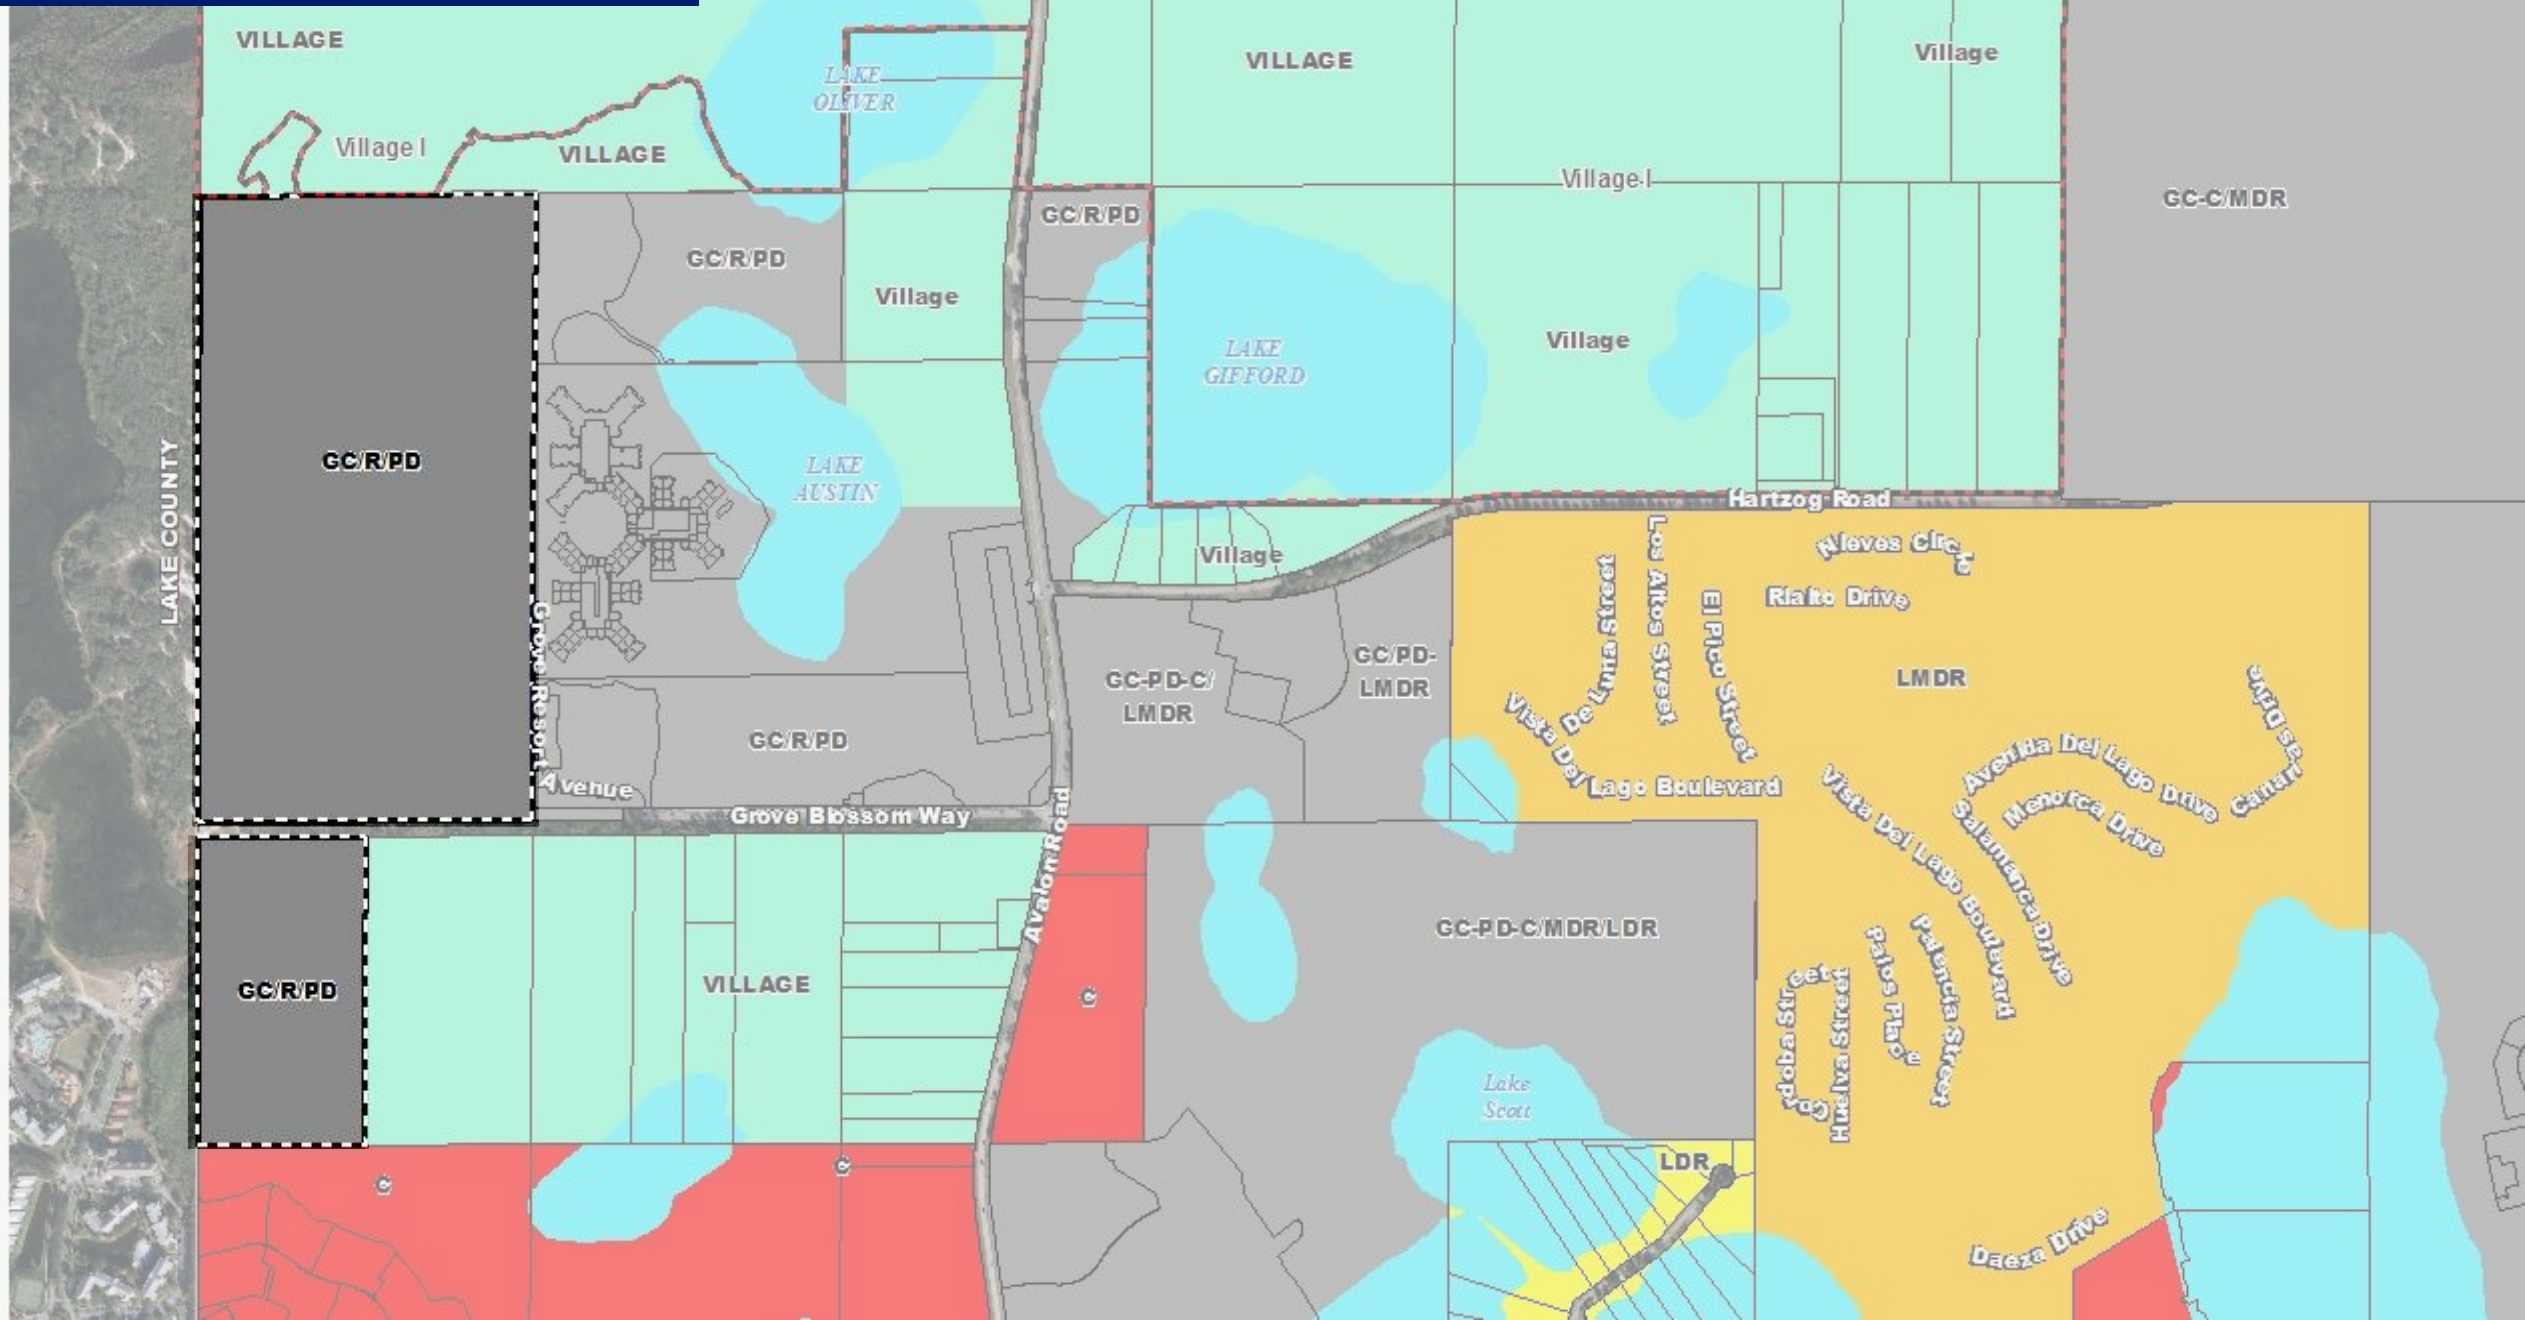 VILLAGE
LAKE
OLIVER
VILLAGE
Village
Village I
VILLAGE
Village-I
GC-C/MDR
GC/R/PD
GC/R/PD
Village
LAKE
GIFFORD
Village
GC/R/PD
LAKE
AUSTIN
LAKE COUNTY
Hartzog Road
Village
Nieves Circle
Rialto Drive
De Luna Street
Los Altos Street
El Pico Street
Grove Resort
Avenue
GC-PD-C/
LMDR
GC/PD-
LMDR
LMDR
GC/R/PD
Vista Del Lago Boulevard
Avenida Del Lago Drive
Menorca Drive
Drive
Grove Blossom Way
Avalon Road
Vista Del Lago Boulevard
Salamanca Drive
GC/R/PD
VILLAGE
C
GC-PD-C/MDR/LDR
Palos Place
Palencia Street
Cordoba Street
Huelva Street
Lake
Scott
C
C
LDR
Daeza Drive